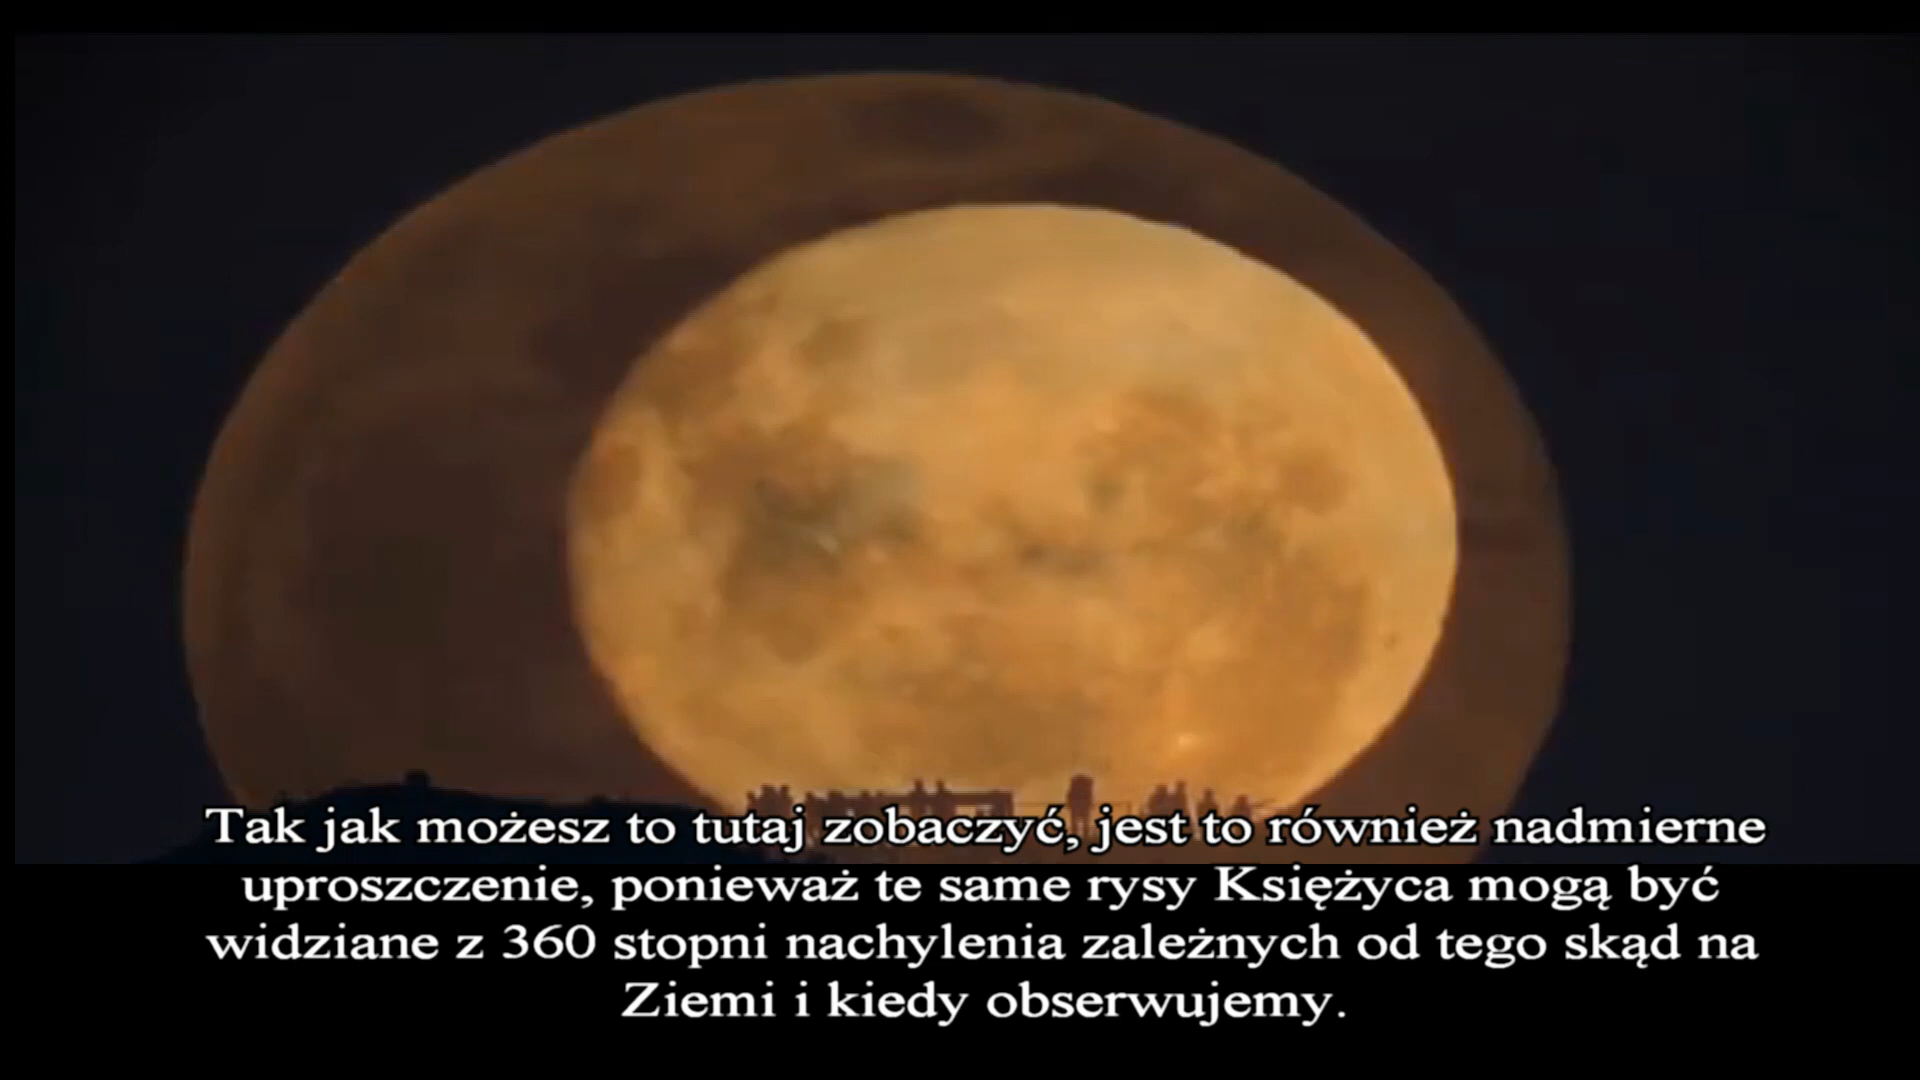 Tak jak możesz to tutaj zobaczyć, jest to również nadmierne
uproszczenie, ponieważ te same rysy Księżyca mogą być
widziane z 360 stopni nachylenia zależnych od tego skąd na
Ziemi i kiedy obserwujemy.